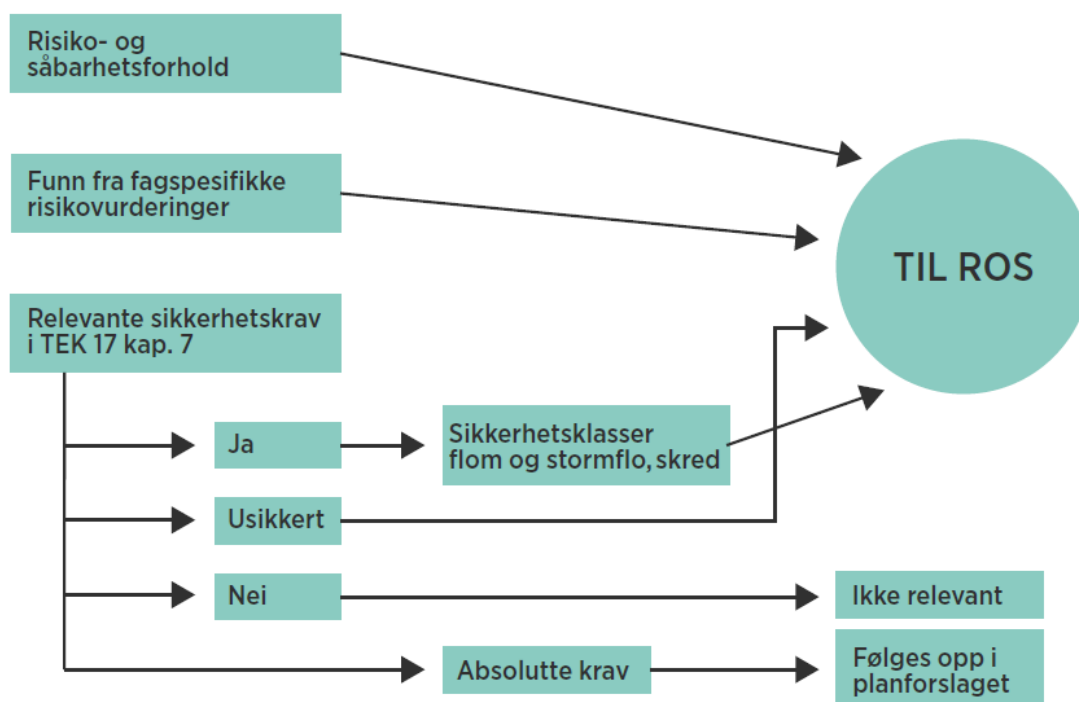 Risiko- og
såbarhetsforhold
Funn fra fagspesifikke
risikovurderinger
TIL ROS
Relevante sikkerhetskrav
i TEK 17 kap. 7
Ja
Sikkerhetsklasser
flom og stormflo, skred
Usikkert
Nei
Ikke relevant
Absolutte krav
Følges opp i
planforslaget